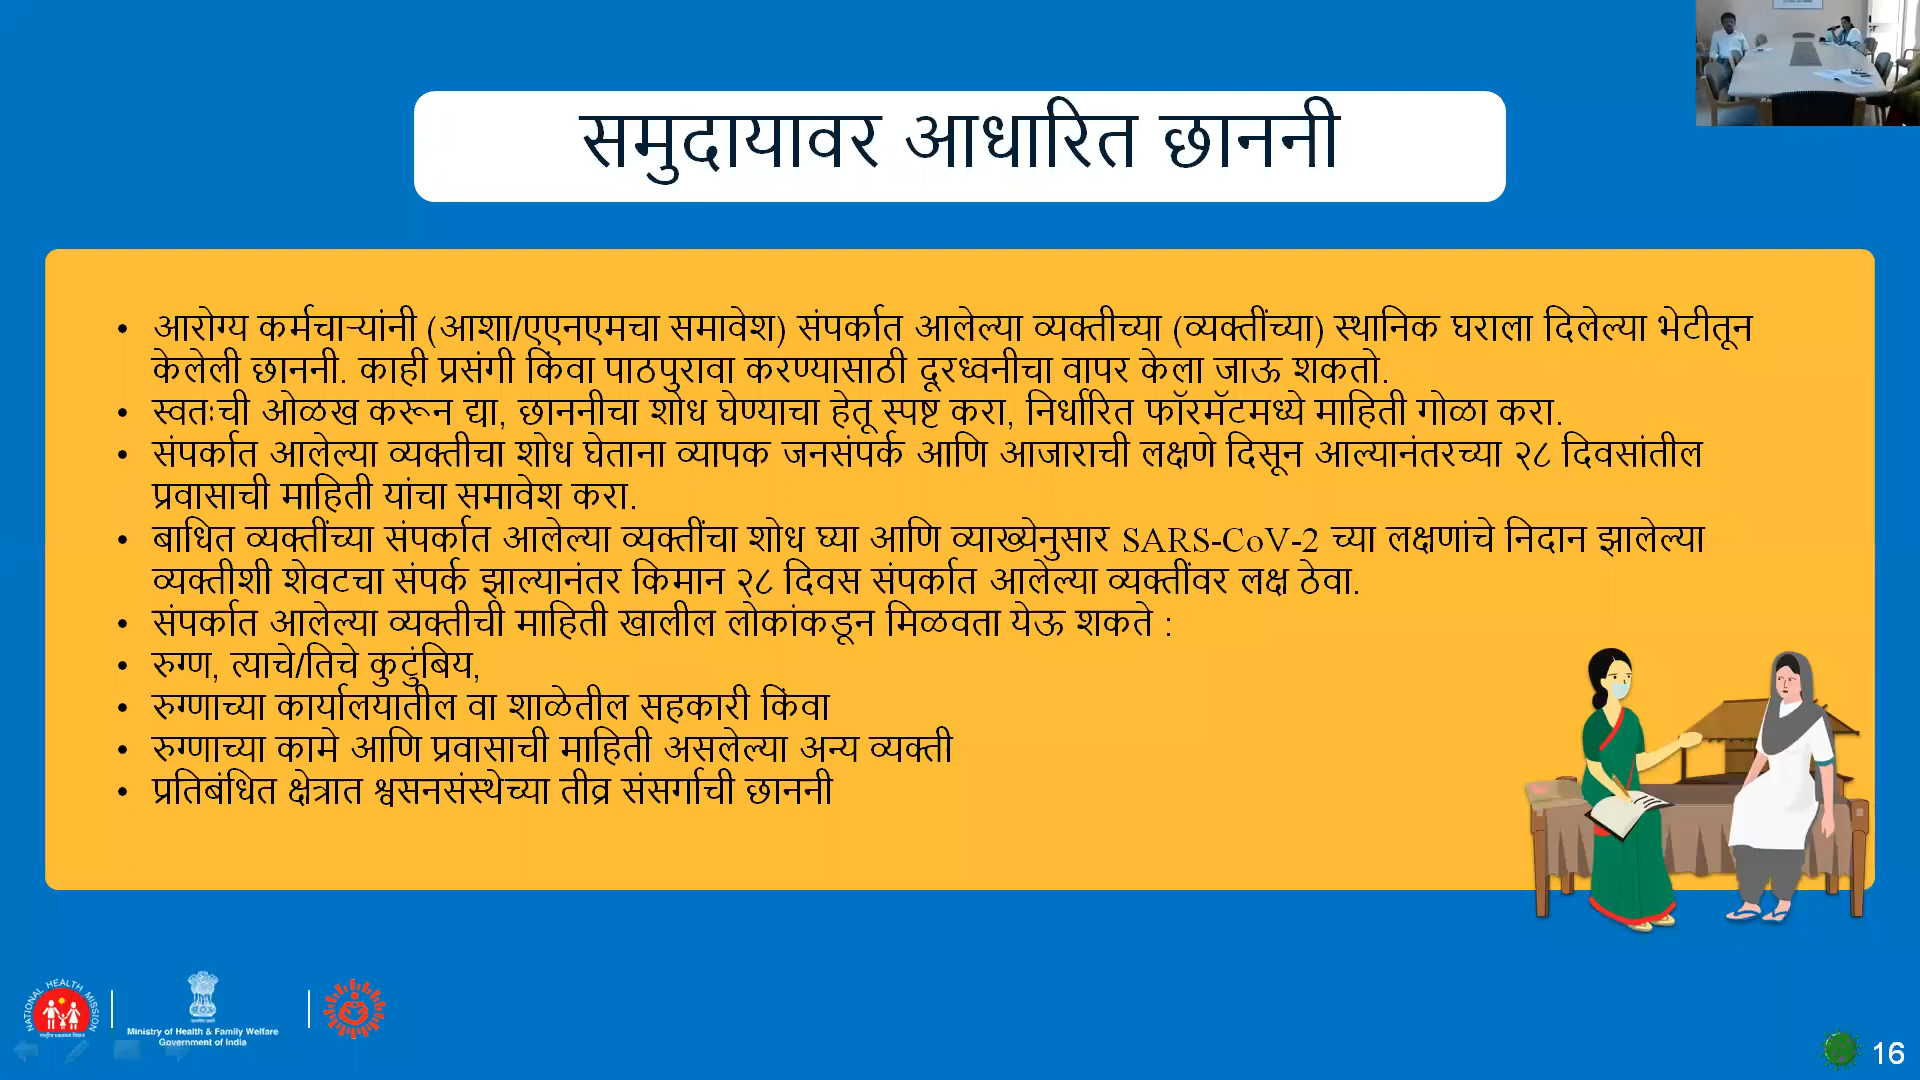 समुदायावर आधारित छाननी
• आरोग्य कर्मचाऱ्यांनी (आशा/एएनएमचा समावेश) संपर्कात आलेल्या व्यक्तीच्या (व्यक्तींच्या) स्थानिक घराला दिलेल्या भेटीतून
केलेली छाननी. काही प्रसंगी किंवा पाठपुरावा करण्यासाठी दूरध्वनीचा वापर केला जाऊ शकतो.
• स्वतःची ओळख करून द्या, छाननीचा शोध घेण्याचा हेतू स्पष्ट करा, निर्धारित फॉरमॅटमध्ये माहिती गोळा करा.
• संपर्कात आलेल्या व्यक्तीचा शोध घेताना व्यापक जनसंपर्क आणि आजाराची लक्षणे दिसून आल्यानंतरच्या २८ दिवसांतील
प्रवासाची माहिती यांचा समावेश करा.
• बाधित व्यक्तींच्या संपर्कात आलेल्या व्यक्तींचा शोध घ्या आणि व्याख्येनुसार SARS-CoV-2 च्या लक्षणांचे निदान झालेल्या
व्यक्तीशी शेवटचा संपर्क झाल्यानंतर किमान २८ दिवस संपर्कात आलेल्या व्यक्तींवर लक्ष ठेवा.
• संपर्कात आलेल्या व्यक्तीची माहिती खालील लोकांकडून मिळवता येऊ शकते :
• रुग्ण, त्याचे/तिचे कुटुंबिय,
• रुग्णाच्या कार्यालयातील वा शाळेतील सहकारी किंवा
• रुग्णाच्या कामे आणि प्रवासाची माहिती असलेल्या अन्य व्यक्ती
• प्रतिबंधित क्षेत्रात श्वसनसंस्थेच्या तीव्र संसर्गाची छाननी
NATIONAL HEALTH MISSION
Ministry of Health & Family Welfare
Government of India
16